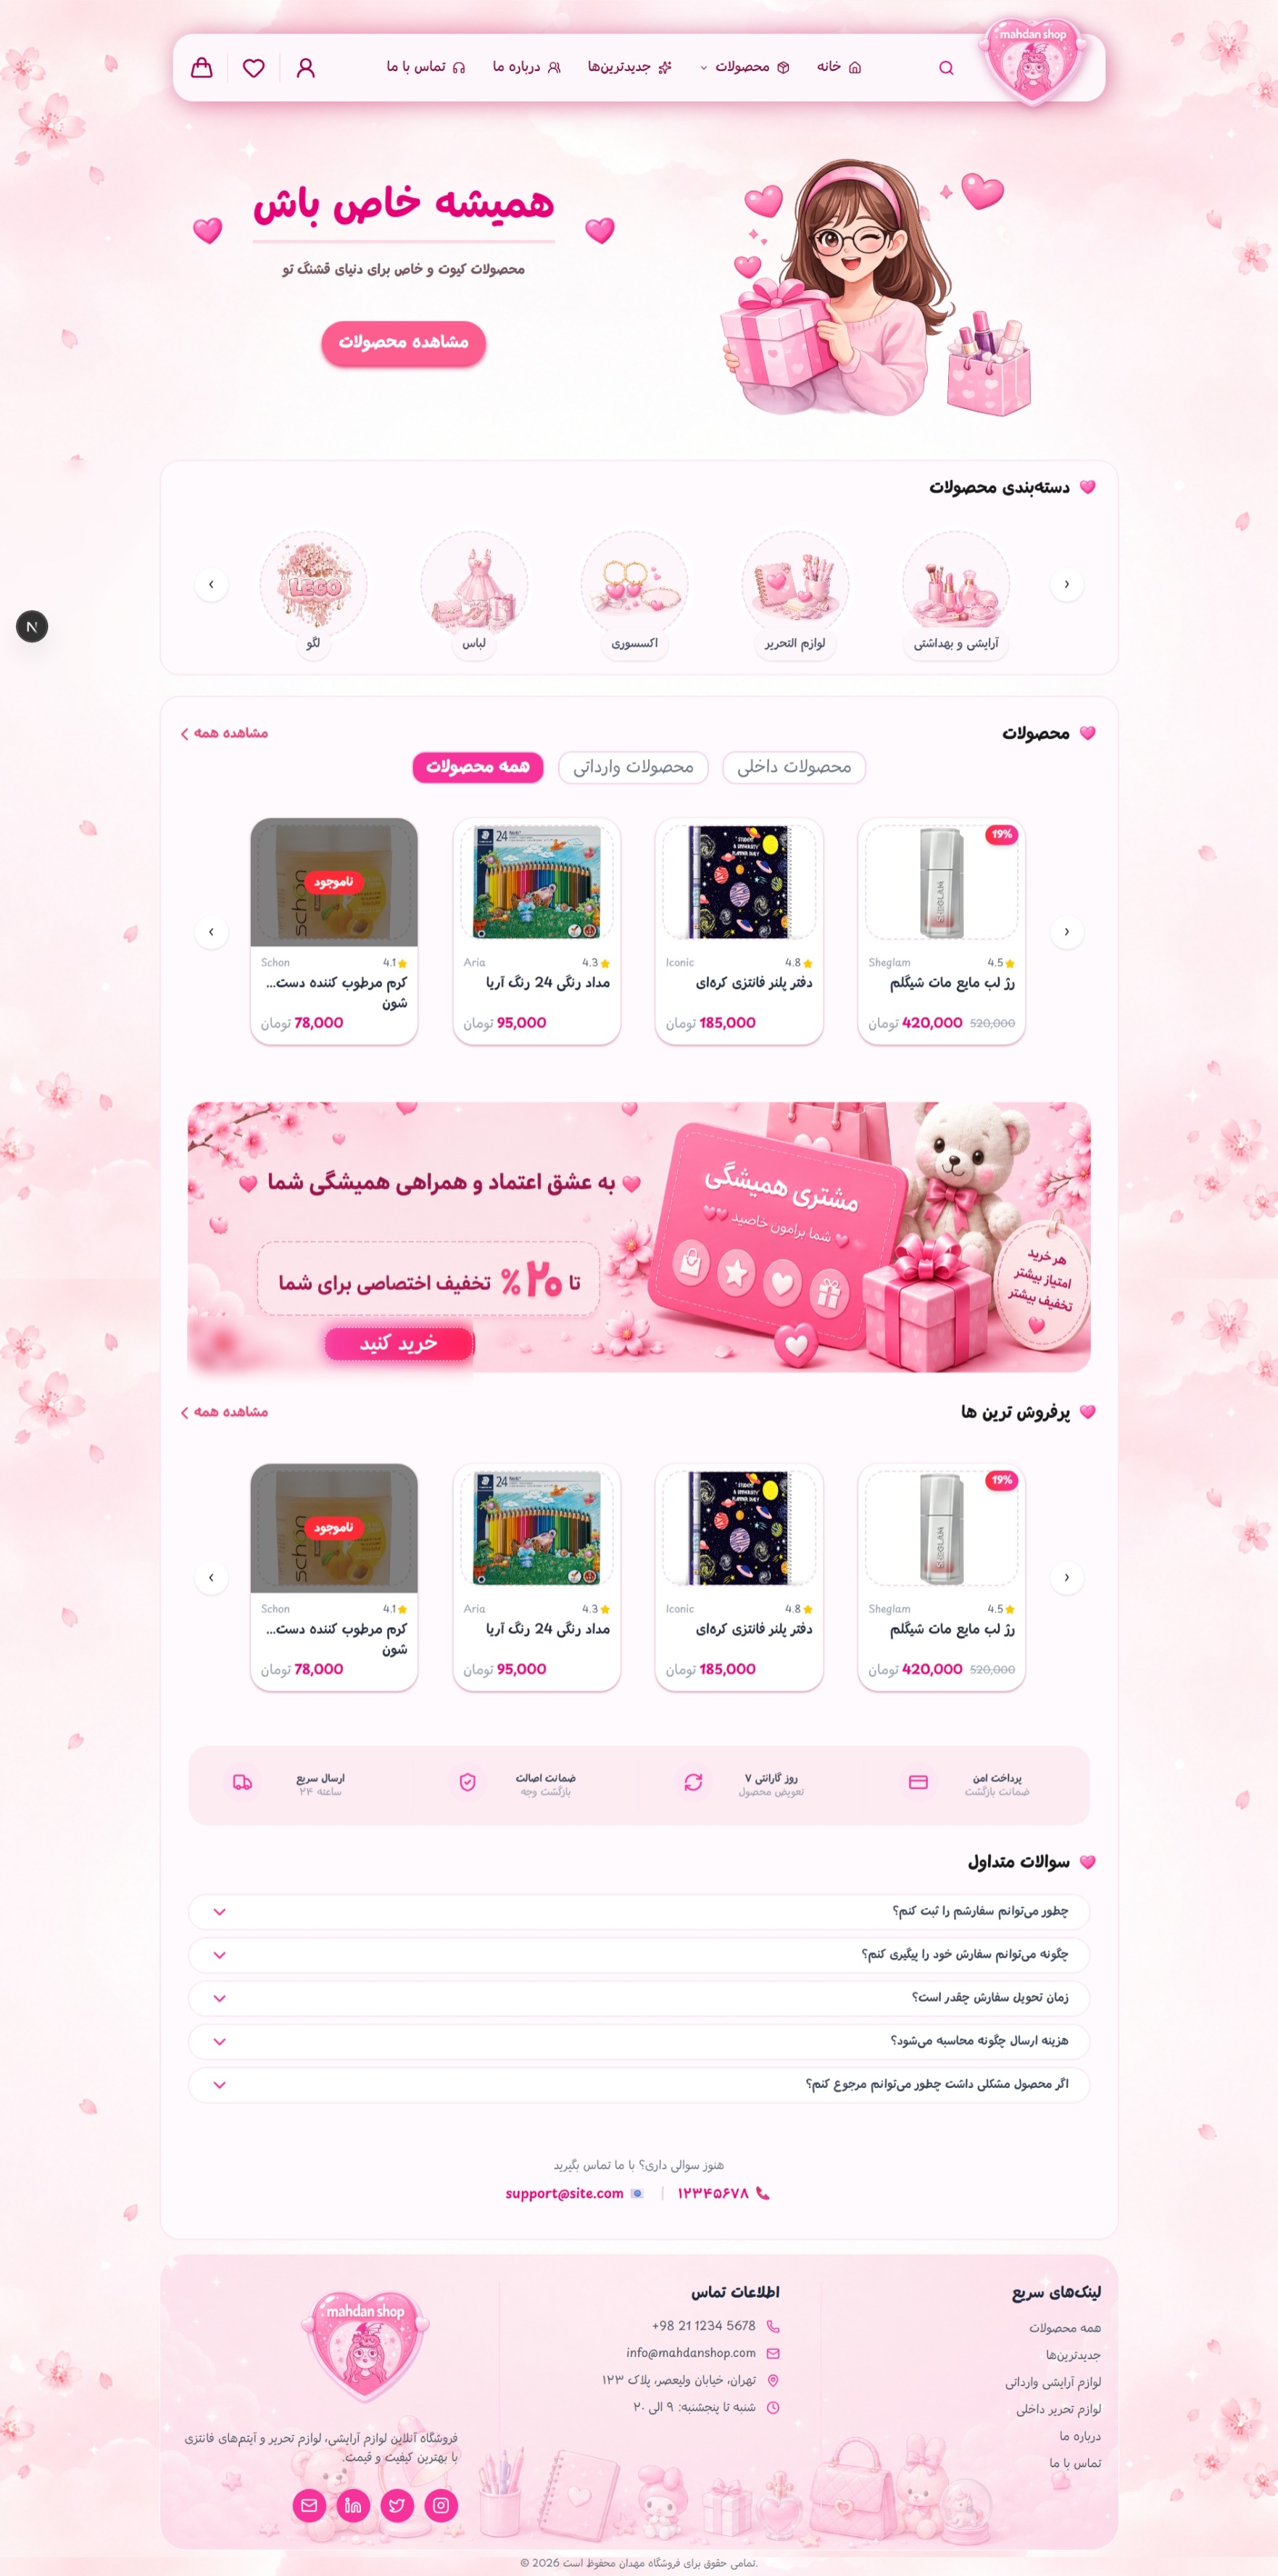 mahdan shop
خانه
محصولات
جدیدترین‌ها
درباره ما
تماس با ما
همیشه خاص باش
محصولات کیوت و خاص برای دنیای قشنگ تو
مشاهده محصولات
دسته‌بندی محصولات
آرایشی و بهداشتی
لوازم التحریر
اکسسوری
لباس
LEGO
لگو
N
محصولات
مشاهده همه
محصولات داخلی
محصولات وارداتی
همه محصولات
19%
SHEGLAM
Sheglam
4.5
رژ لب مایع مات شیگلم
520,000 420,000 تومان
Iconic
4.8
دفتر پلنر فانتزی کره‌ای
185,000 تومان
24
Aria
4.3
مداد رنگی 24 رنگ آریا
95,000 تومان
schön
ناموجود
Schon
4.1
کرم مرطوب کننده دست...
شون
78,000 تومان
مشتری همیشگی
شما برامون خاصید
هر خرید
امتیاز بیشتر
تخفیف بیشتر
به عشق اعتماد و همراهی همیشگی شما
تا ۲۰% تخفیف اختصاصی برای شما
خرید کنید
پرفروش ترین ها
مشاهده همه
19%
SHEGLAM
Sheglam
4.5
رژ لب مایع مات شیگلم
520,000 420,000 تومان
Iconic
4.8
دفتر پلنر فانتزی کره‌ای
185,000 تومان
24
Aria
4.3
مداد رنگی 24 رنگ آریا
95,000 تومان
schön
ناموجود
Schon
4.1
کرم مرطوب کننده دست...
شون
78,000 تومان
پرداخت امن
ضمانت بازگشت
روز گارانتی ۷
تعویض محصول
ضمانت اصالت
بازگشت وجه
ارسال سریع
ساعته ۲۴
سوالات متداول
چطور می‌توانم سفارشم را ثبت کنم؟
چگونه می‌توانم سفارش خود را پیگیری کنم؟
زمان تحویل سفارش چقدر است؟
هزینه ارسال چگونه محاسبه می‌شود؟
اگر محصول مشکلی داشت چطور می‌توانم مرجوع کنم؟
هنوز سوالی داری؟ با ما تماس بگیرید
۱۲۳۴۵۶۷۸ | support@site.com
لینک‌های سریع
همه محصولات
جدیدترین‌ها
لوازم آرایشی وارداتی
لوازم تحریر داخلی
درباره ما
تماس با ما
اطلاعات تماس
+98 21 1234 5678
info@mahdanshop.com
تهران، خیابان ولیعصر، پلاک ۱۲۳
شنبه تا پنجشنبه: ۹ الی ۲۰
mahdan shop
فروشگاه آنلاین لوازم آرایشی، لوازم تحریر و آیتم‌های فانتزی
با بهترین کیفیت و قیمت.
© 2026 تمامی حقوق برای فروشگاه مهدان محفوظ است.